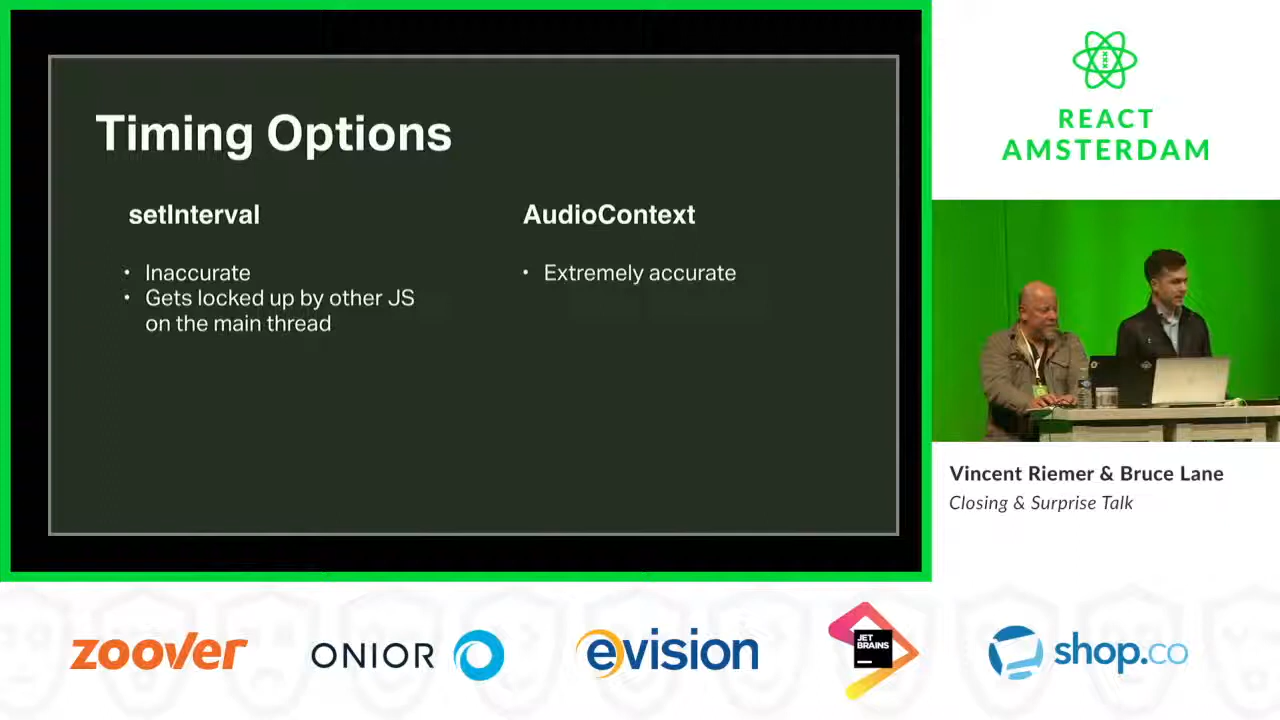 Timing Options
setInterval
• Inaccurate
• Gets locked up by other JS
on the main thread
AudioContext
• Extremely accurate
REACT
AMSTERDAM
Vincent Riemer & Bruce Lane
Closing & Surprise Talk
zoover
ONIOR
evision
JET
BRAINS
shop.co